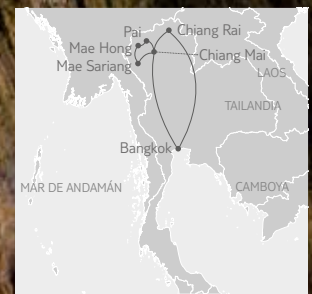 Pai
Chiang Rai
Mae Hong
Chiang Mai
Mae Sariang
LAOS
TAILANDIA
Bangkok
MAR DE ANDAMÁN
CAMBOYA